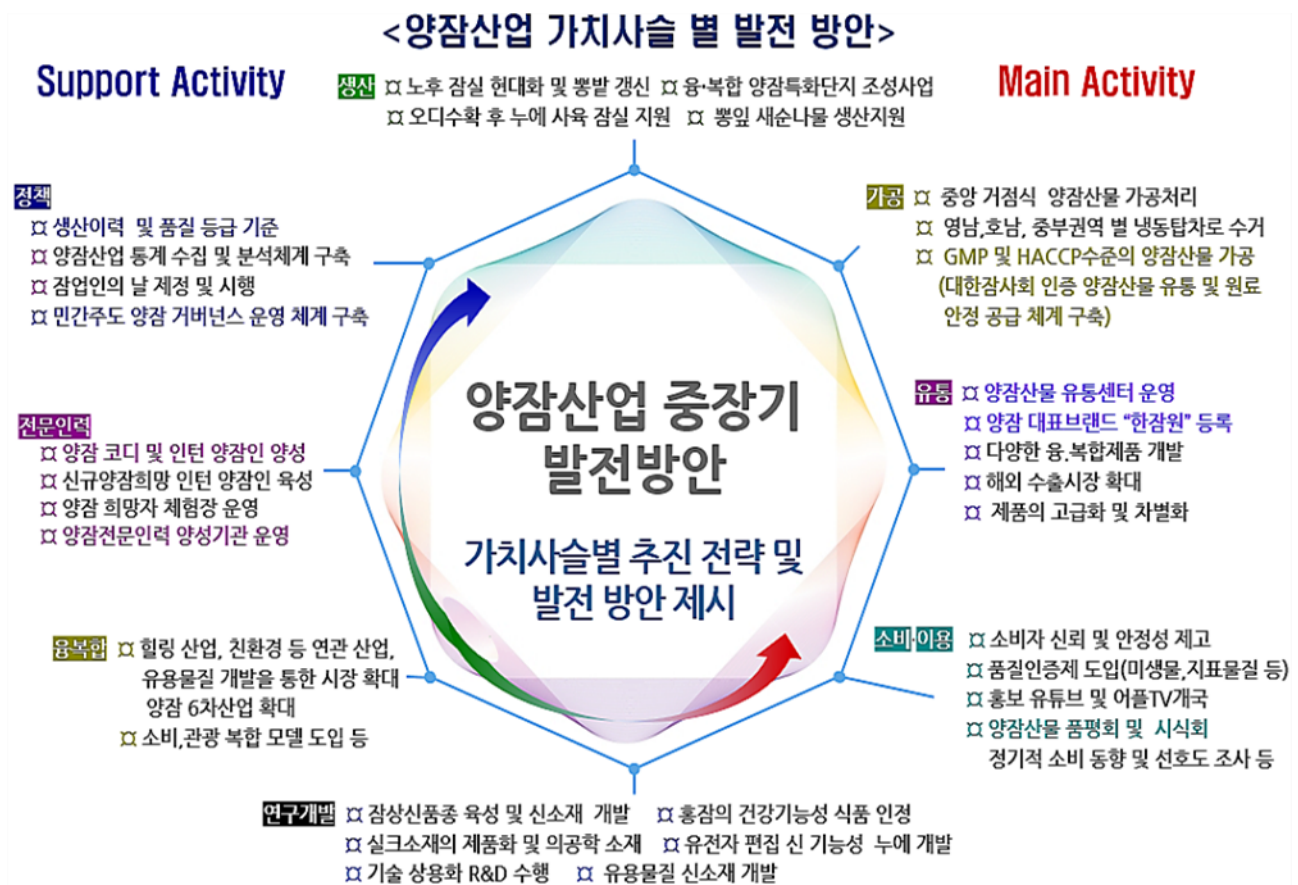 <양잠산업 가치사슬 별 발전 방안>
Support Activity
Main Activity
생산 ¤ 노후 잠실 현대화 및 뽕밭 갱신 ¤ 융·복합 양잠특화단지 조성사업
¤ 오디수확 후 누에 사육 잠실 지원 ¤ 뽕잎 새순나물 생산지원
정책
¤ 생산이력 및 품질 등급 기준
¤ 양잠산업 통계 수집 및 분석체계 구축
¤ 잠업인의 날 제정 및 시행
¤ 민간주도 양잠 거버넌스 운영 체계 구축
가공 ¤ 중앙 거점식 양잠산물 가공처리
¤ 영남,호남, 중부권역 별 냉동탑차로 수거
¤ GMP 및 HACCP수준의 양잠산물 가공
(대한잠사회 인증 양잠산물 유통 및 원료
안정 공급 체계 구축)
전문인력
¤ 양잠 코디 및 인턴 양잠인 양성
¤ 신규양잠희망 인턴 양잠인 육성
¤ 양잠 희망자 체험장 운영
¤ 양잠전문인력 양성기관 운영
양잠산업 중장기
발전방안
가치사슬별 추진 전략 및
발전 방안 제시
유통 ¤ 양잠산물 유통센터 운영
¤ 양잠 대표브랜드 “한잠원” 등록
¤ 다양한 융.복합제품 개발
¤ 해외 수출시장 확대
¤ 제품의 고급화 및 차별화
융복합 ¤ 힐링 산업, 친환경 등 연관 산업,
유용물질 개발을 통한 시장 확대
양잠 6차산업 확대
¤ 소비,관광 복합 모델 도입 등
소비·이용 ¤ 소비자 신뢰 및 안정성 제고
¤ 품질인증제 도입(미생물,지표물질 등)
¤ 홍보 유튜브 및 어플TV개국
¤ 양잠산물 품평회 및 시식회
정기적 소비 동향 및 선호도 조사 등
연구개발 ¤ 잠상신품종 육성 및 신소재 개발 ¤ 홍잠의 건강기능성 식품 인정
¤ 실크소재의 제품화 및 의공학 소재 ¤ 유전자 편집 신 기능성 누에 개발
¤ 기술 상용화 R&D 수행 ¤ 유용물질 신소재 개발